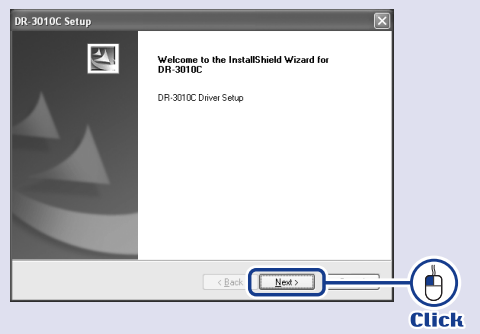 DR-3010C Setup
Welcome to the InstallShield Wizard for
DR-3010C
DR-3010C Driver Setup
< Back
Next >
Click